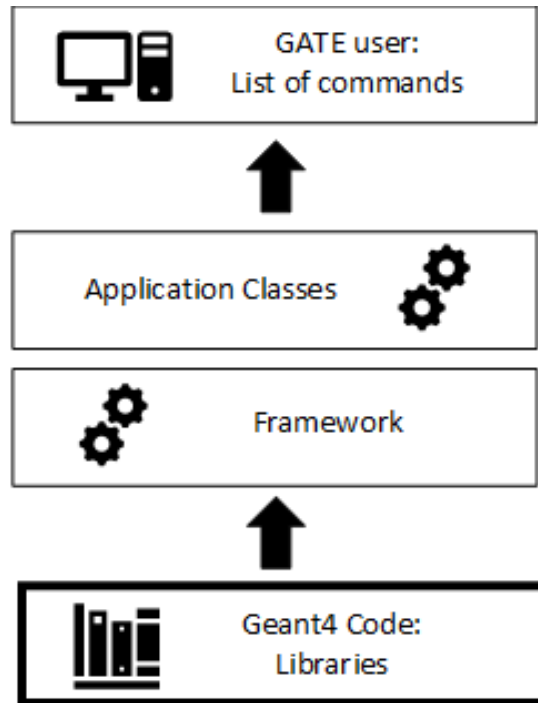 GATE user:
List of commands
Application Classes
Framework
Geant4 Code:
Libraries